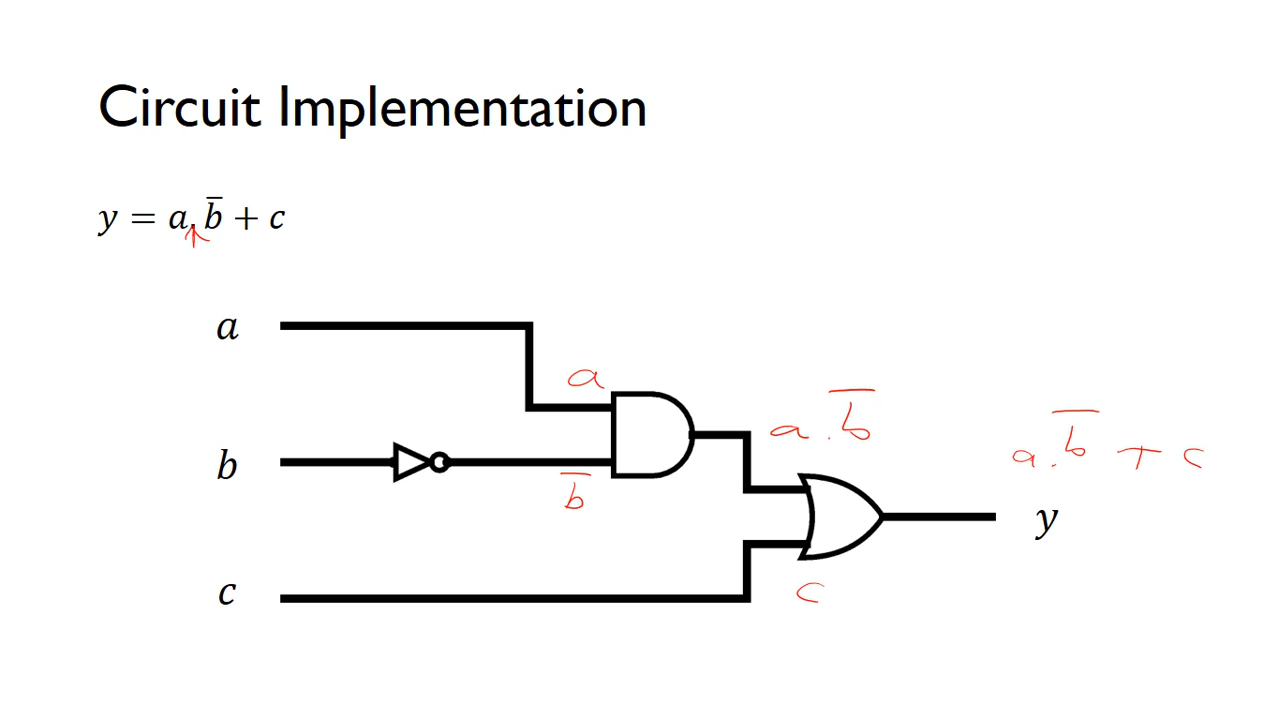 Circuit Implementation
y = a.b̅ + c
a
a
a.b̅
a.b̅ + c
b
b̅
y
c
c